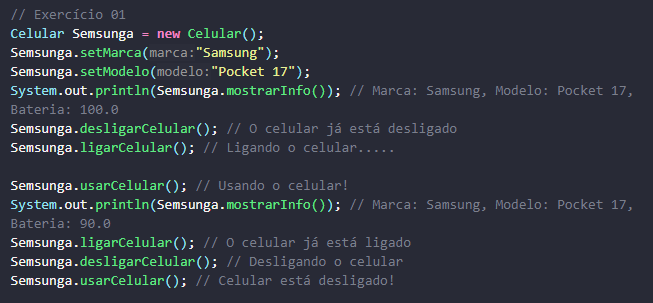 // Exercício 01
Celular Semsunga = new Celular();
Semsunga.setMarca(marca:"Samsung");
Semsunga.setModelo(modelo:"Pocket 17");
System.out.println(Semsunga.mostrarInfo()); // Marca: Samsung, Modelo: Pocket 17,
Bateria: 100.0
Semsunga.desligarCelular(); // O celular já está desligado
Semsunga.ligarCelular(); // Ligando o celular.....
Semsunga.usarCelular(); // Usando o celular!
System.out.println(Semsunga.mostrarInfo()); // Marca: Samsung, Modelo: Pocket 17,
Bateria: 90.0
Semsunga.ligarCelular(); // O celular já está ligado
Semsunga.desligarCelular(); // Desligando o celular
Semsunga.usarCelular(); // Celular está desligado!